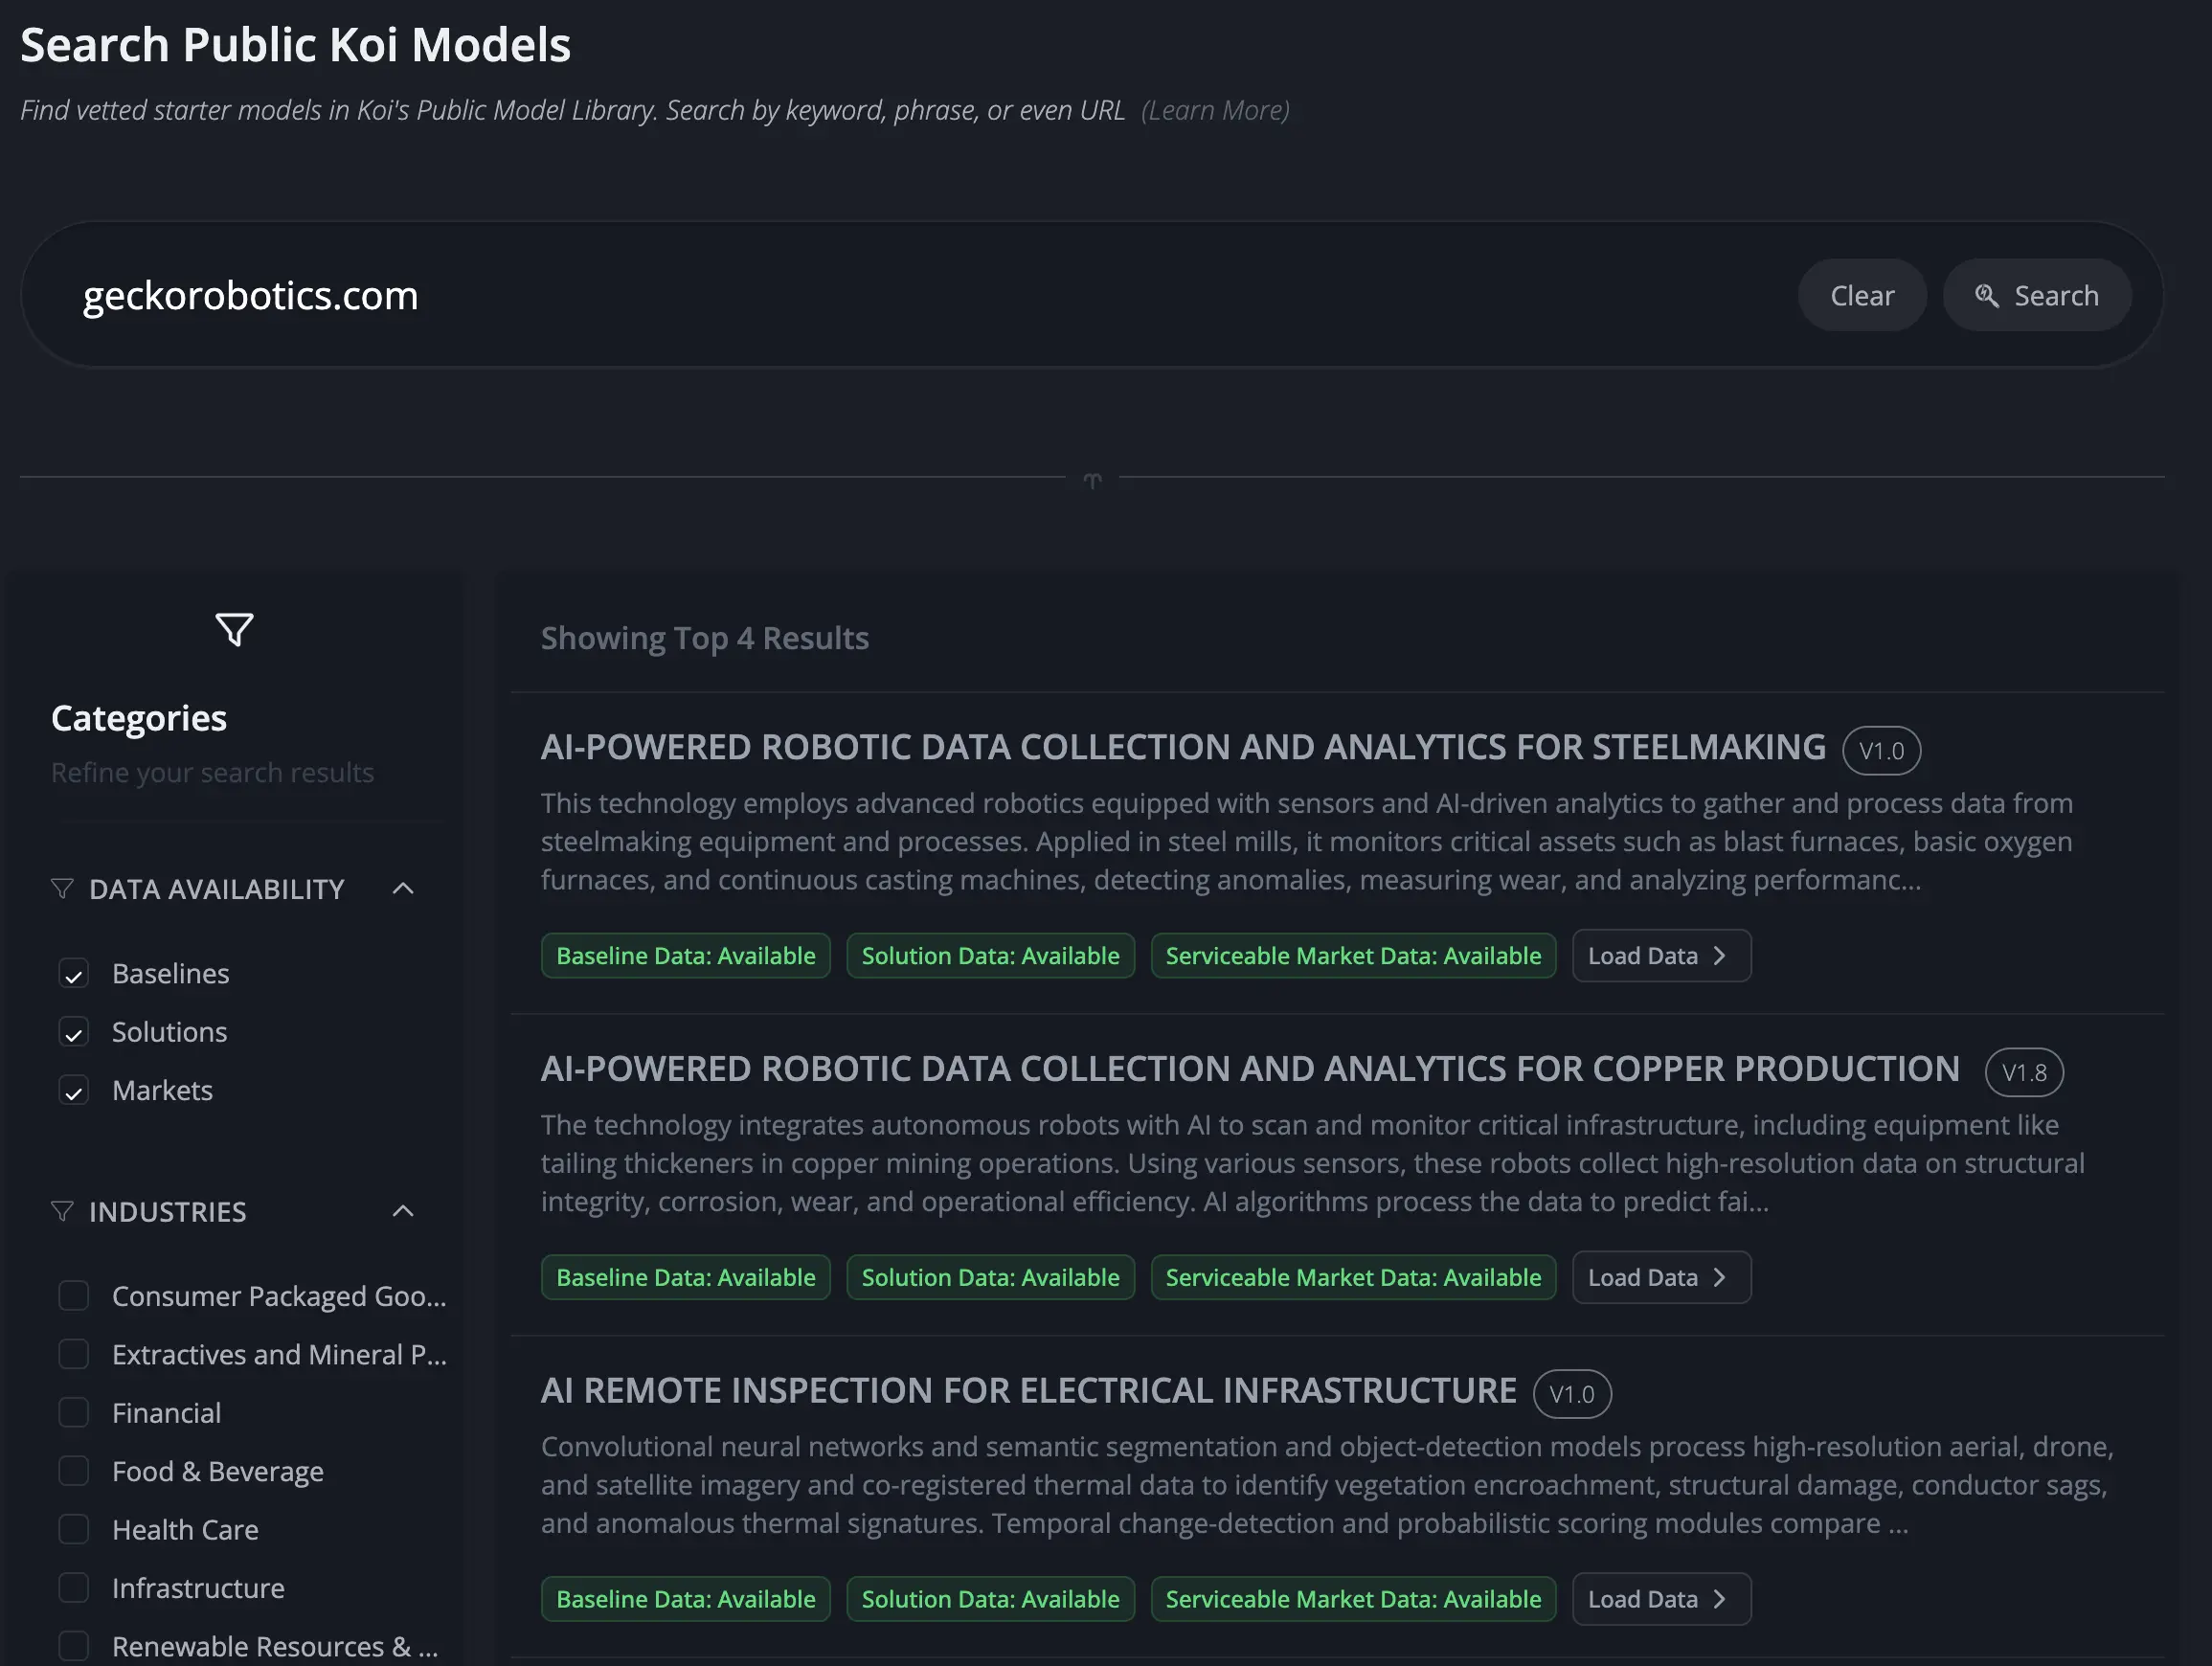 Search Public Koi Models
Find vetted starter models in Koi's Public Model Library. Search by keyword, phrase, or even URL (Learn More)
geckorobotics.com
Clear
Search
Categories
Refine your search results
DATA AVAILABILITY
Baselines
Solutions
Markets
INDUSTRIES
Consumer Packaged Goo...
Extractives and Mineral P...
Financial
Food & Beverage
Health Care
Infrastructure
Renewable Resources & ...
Showing Top 4 Results
AI-POWERED ROBOTIC DATA COLLECTION AND ANALYTICS FOR STEELMAKING V1.0
This technology employs advanced robotics equipped with sensors and AI-driven analytics to gather and process data from
steelmaking equipment and processes. Applied in steel mills, it monitors critical assets such as blast furnaces, basic oxygen
furnaces, and continuous casting machines, detecting anomalies, measuring wear, and analyzing performanc...
Baseline Data: Available Solution Data: Available Serviceable Market Data: Available Load Data
AI-POWERED ROBOTIC DATA COLLECTION AND ANALYTICS FOR COPPER PRODUCTION V1.8
The technology integrates autonomous robots with AI to scan and monitor critical infrastructure, including equipment like
tailing thickeners in copper mining operations. Using various sensors, these robots collect high-resolution data on structural
integrity, corrosion, wear, and operational efficiency. AI algorithms process the data to predict fai...
Baseline Data: Available Solution Data: Available Serviceable Market Data: Available Load Data
AI REMOTE INSPECTION FOR ELECTRICAL INFRASTRUCTURE V1.0
Convolutional neural networks and semantic segmentation and object-detection models process high-resolution aerial, drone,
and satellite imagery and co-registered thermal data to identify vegetation encroachment, structural damage, conductor sags,
and anomalous thermal signatures. Temporal change-detection and probabilistic scoring modules compare ...
Baseline Data: Available Solution Data: Available Serviceable Market Data: Available Load Data